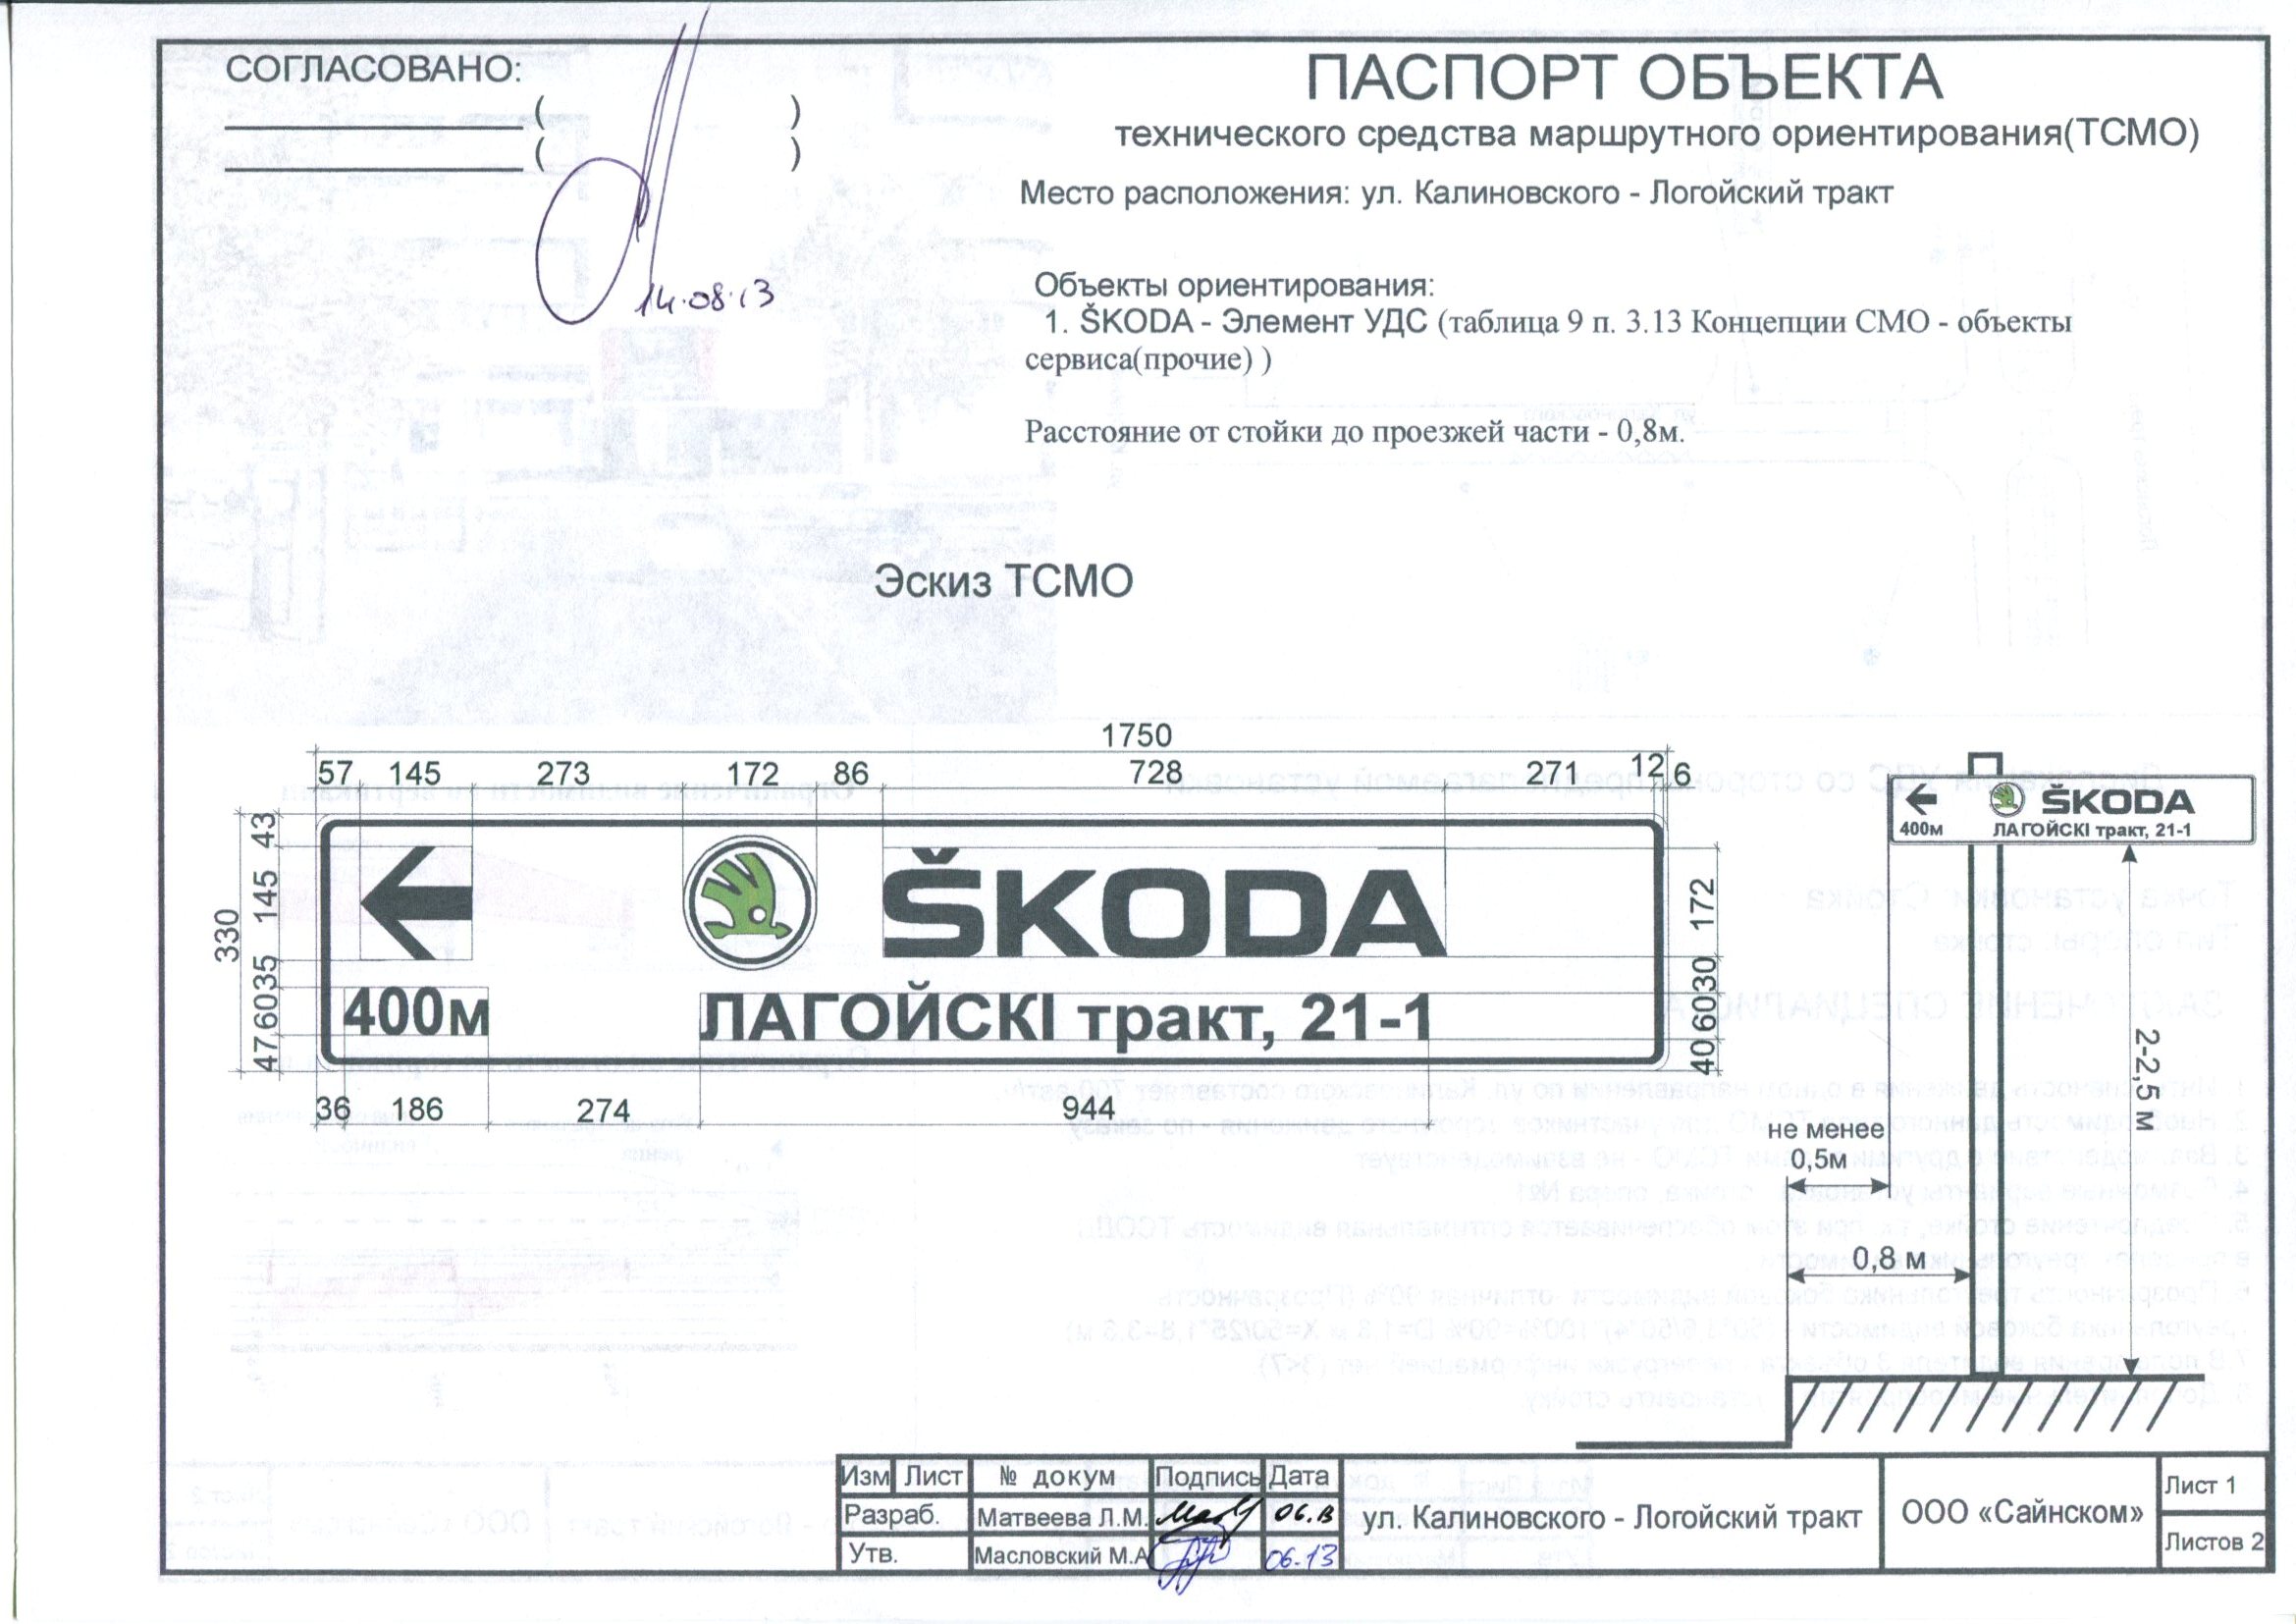 СОГЛАСОВАНО:
( )
( )
14.08.13
ПАСПОРТ ОБЪЕКТА
технического средства маршрутного ориентирования(ТСМО)
Место расположения: ул. Калиновского - Логойский тракт
Объекты ориентирования:
1. ŠKODA - Элемент УДС (таблица 9 п. 3.13 Концепции СМО - объекты
сервиса(прочие) )
Расстояние от стойки до проезжей части - 0,8м.
Эскиз ТСМО
1750
57 145 273 172 86 728 271 12 6
330
43 145 35 60 47
ŠKODA
400м ЛАГОЙСКІ тракт, 21-1
172 30 60 40
36 186 274 944
ŠKODA
400м ЛАГОЙСКІ тракт, 21-1
2-2,5 м
не менее
0,5м
0,8 м
Изм Лист № докум Подпись Дата
Разраб. Матвеева Л.М 06.13
Утв. Масловский М.А 06.13
ул. Калиновского - Логойский тракт
ООО «Сайнском»
Лист 1
Листов 2